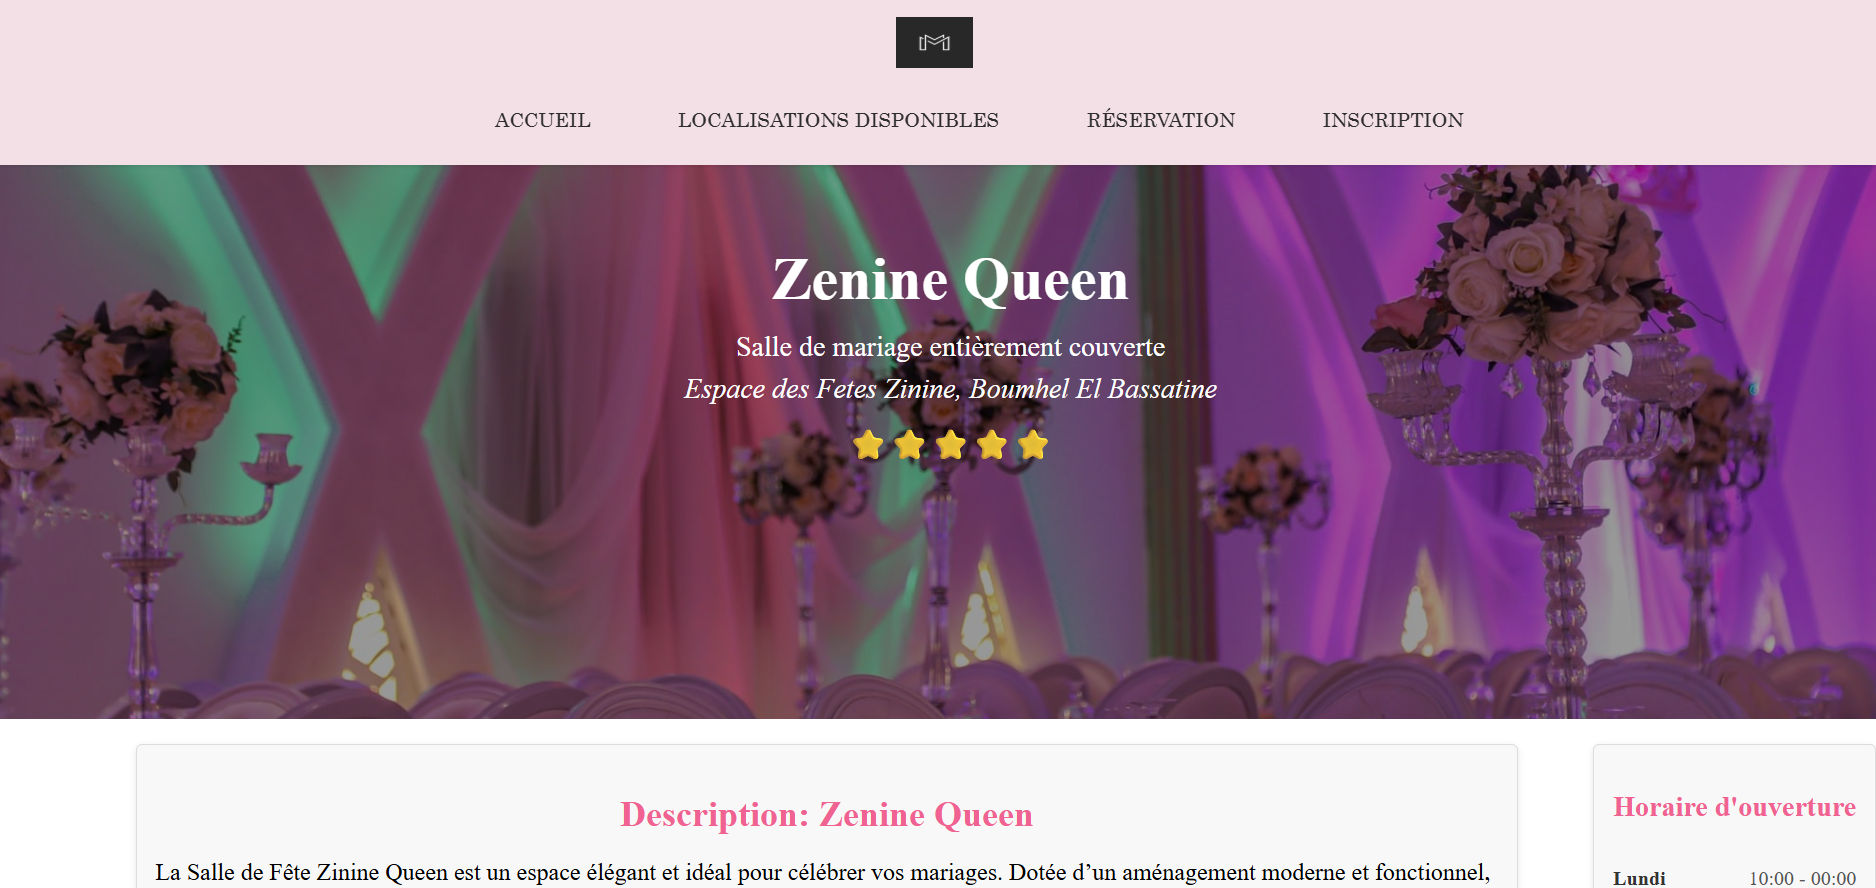 ACCUEIL LOCALISATIONS DISPONIBLES RÉSERVATION INSCRIPTION
Zenine Queen
Salle de mariage entièrement couverte
Espace des Fetes Zinine, Boumhel El Bassatine
Description: Zenine Queen
La Salle de Fête Zinine Queen est un espace élégant et idéal pour célébrer vos mariages. Dotée d’un aménagement moderne et fonctionnel,
Horaire d'ouverture
Lundi 10:00 - 00:00